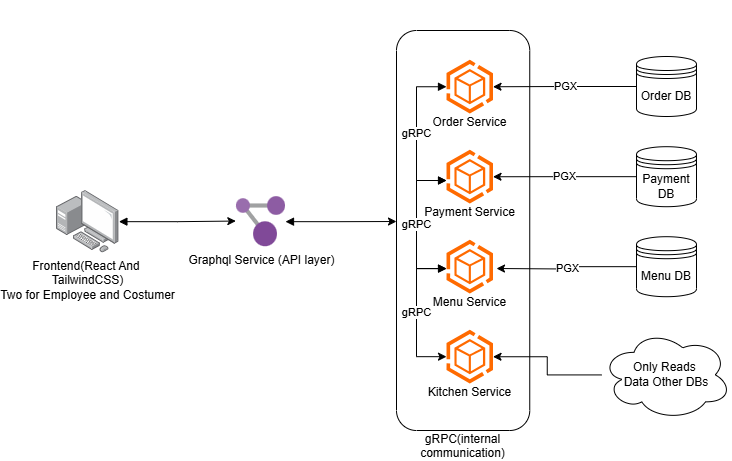 PGX
Order DB
Order Service
gRPC
PGX
Payment
DB
Payment Service
gRPC
Frontend(React And
TailwindCSS)
Two for Employee and Costumer
Graphql Service (API layer)
PGX
Menu DB
Menu Service
gRPC
Only Reads
Data Other DBs
Kitchen Service
gRPC(internal
communication)